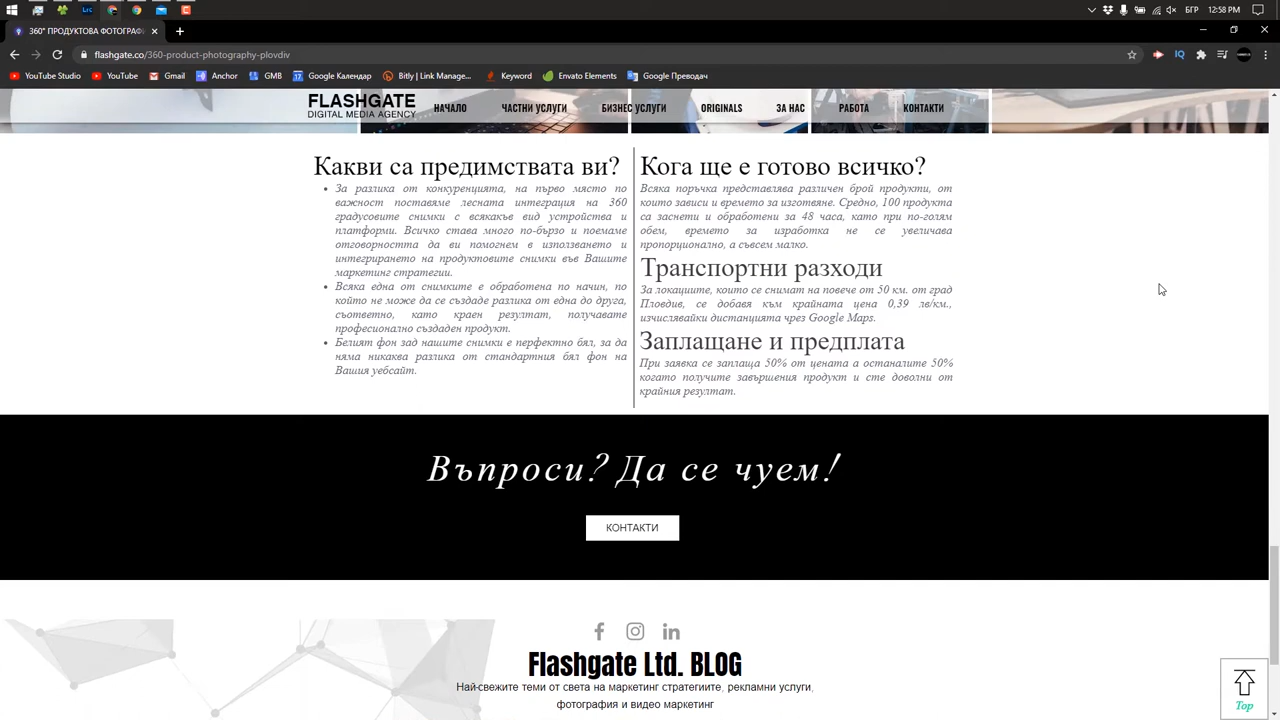 БГР
12:58 PM
360° ПРОДУКТОВА ФОТОГРАФ
flashgate.co/360-product-photography-plovdiv
YouTube Studio
YouTube
Gmail
Anchor
GMB
Google Календар
Bitly | Link Manage...
Keyword
Envato Elements
Google Преводач
FLASHGATE
DIGITAL MEDIA AGENCY
НАЧАЛО
ЧАСТНИ УСЛУГИ
БИЗНЕС УСЛУГИ
ORIGINALS
ЗА НАС
РАБОТА
КОНТАКТИ
Какви са предимствата ви?
За разлика от конкуренцията, на първо място по
важност поставяме лесната интеграция на 360
градусовите снимки с всякакъв вид устройства и
платформи. Всичко става много по-бързо и поемаме
отговорността да ви помогнем в използването и
интегрирането на продуктовите снимки във Вашите
маркетинг стратегии.
Всяка една от снимките е обработена по начин, по
който не може да се създаде разлика от една до друга,
съответно, като краен резултат, получавате
професионално създаден продукт.
Белият фон зад нашите снимки е перфектно бял, за да
няма никаква разлика от стандартния бял фон на
Вашия уебсайт.
Кога ще е готово всичко?
Всяка поръчка представлява различен брой продукти, от
които зависи и времето за изготвяне. Средно, 100 продукта
са заснети и обработени за 48 часа, като при по-голям
обем, времето за изработка не се увеличава
пропорционално, а съвсем малко.
Транспортни разходи
За локациите, които се снимат на повече от 50 км. от град
Пловдив, се добавя към крайната цена 0,39 лв/км.,
изчислявайки дистанцията чрез Google Maps.
Заплащане и предплата
При заявка се заплаща 50% от цената а останалите 50%
когато получите завършения продукт и сте доволни от
крайния резултат.
Въпроси? Да се чуем!
КОНТАКТИ
Flashgate Ltd. BLOG
Най-свежите теми от света на маркетинг стратегиите, рекламни услуги,
фотография и видео маркетинг
Top